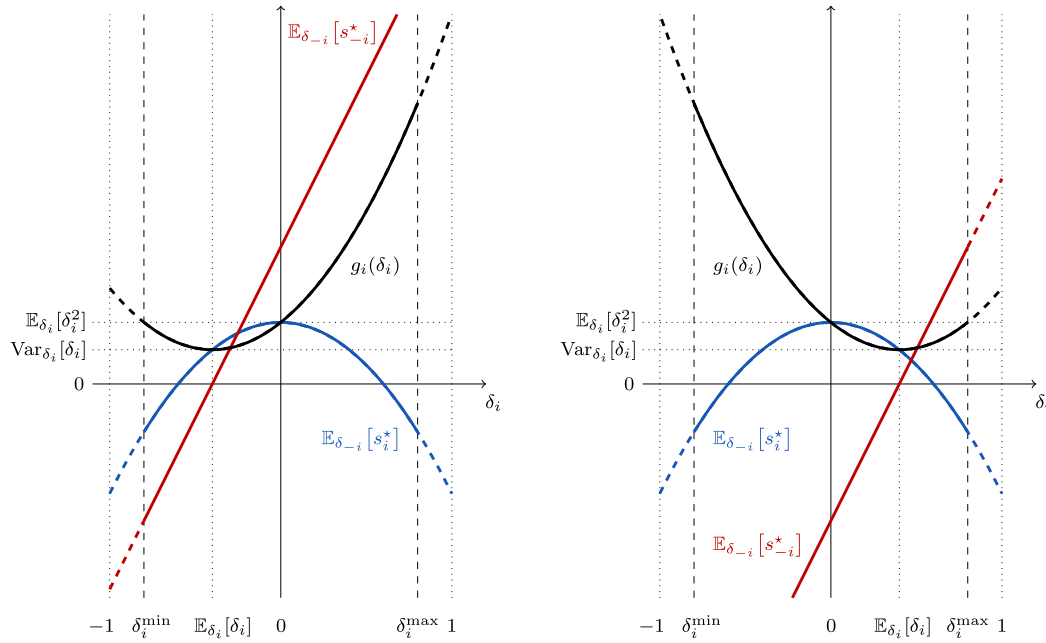 𝔼_{δ_{−i}}[s⋆_{−i}]
g_i(δ_i)
𝔼_{δ_i}[δ_i^2]
Var_{δ_i}[δ_i]
0
δ_i
𝔼_{δ_{−i}}[s⋆_i]
−1 δ_i^min 𝔼_{δ_i}[δ_i] 0 δ_i^max 1
g_i(δ_i)
𝔼_{δ_i}[δ_i^2]
Var_{δ_i}[δ_i]
0
δ_i
𝔼_{δ_{−i}}[s⋆_i]
𝔼_{δ_{−i}}[s⋆_{−i}]
−1 δ_i^min 0 𝔼_{δ_i}[δ_i] δ_i^max 1